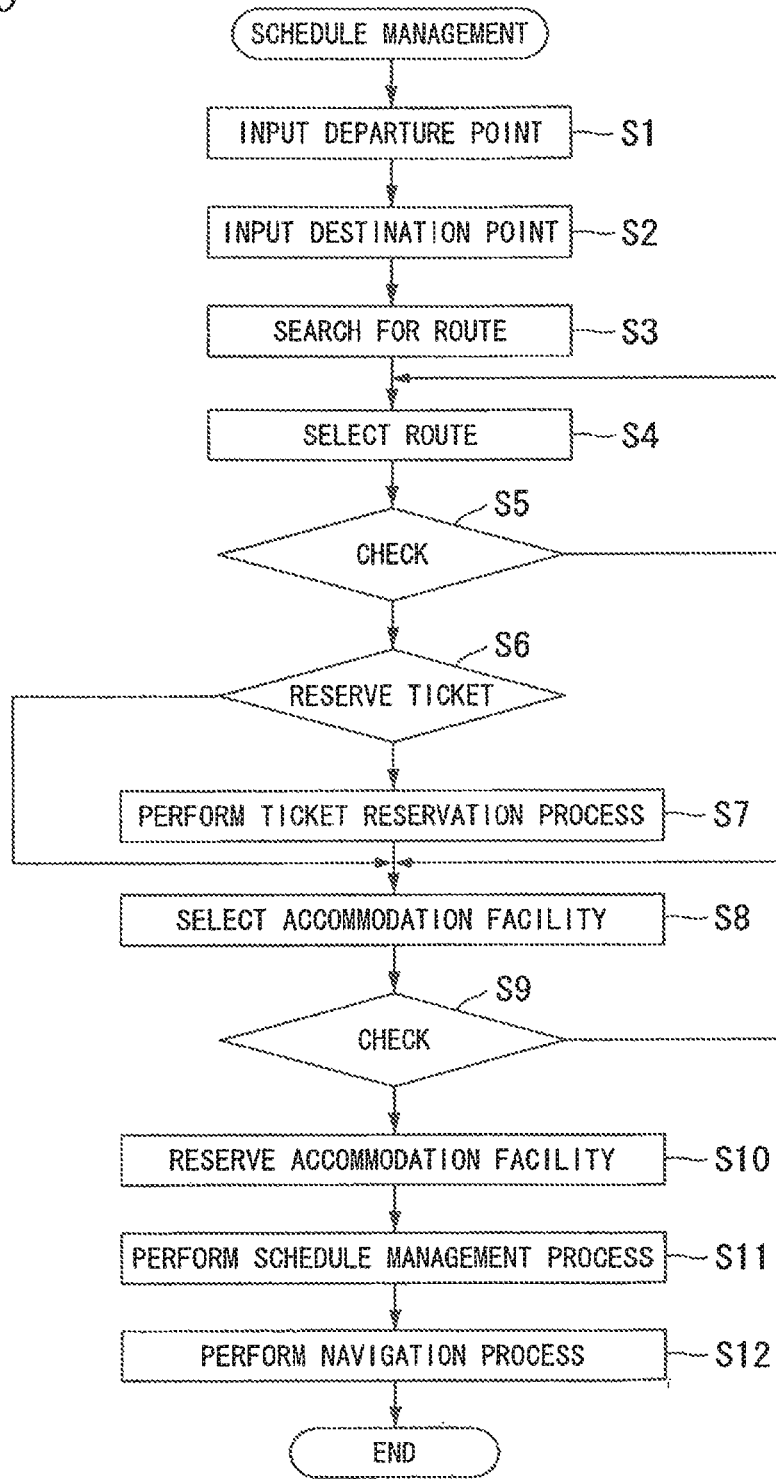 SCHEDULE MANAGEMENT
INPUT DEPARTURE POINT S1
INPUT DESTINATION POINT S2
SEARCH FOR ROUTE S3
SELECT ROUTE S4
S5
CHECK
S6
RESERVE TICKET
PERFORM TICKET RESERVATION PROCESS S7
SELECT ACCOMMODATION FACILITY S8
S9
CHECK
RESERVE ACCOMMODATION FACILITY S10
PERFORM SCHEDULE MANAGEMENT PROCESS S11
PERFORM NAVIGATION PROCESS S12
END